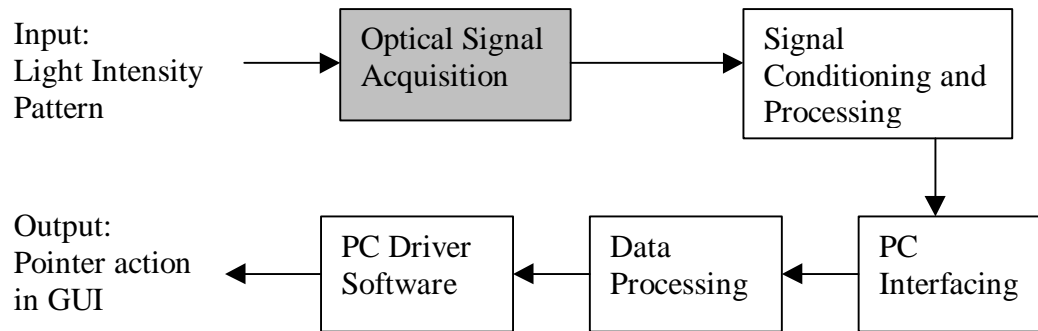 Input:
Light Intensity
Pattern
Optical Signal
Acquisition
Signal
Conditioning and
Processing
Output:
Pointer action
in GUI
PC Driver
Software
Data
Processing
PC
Interfacing